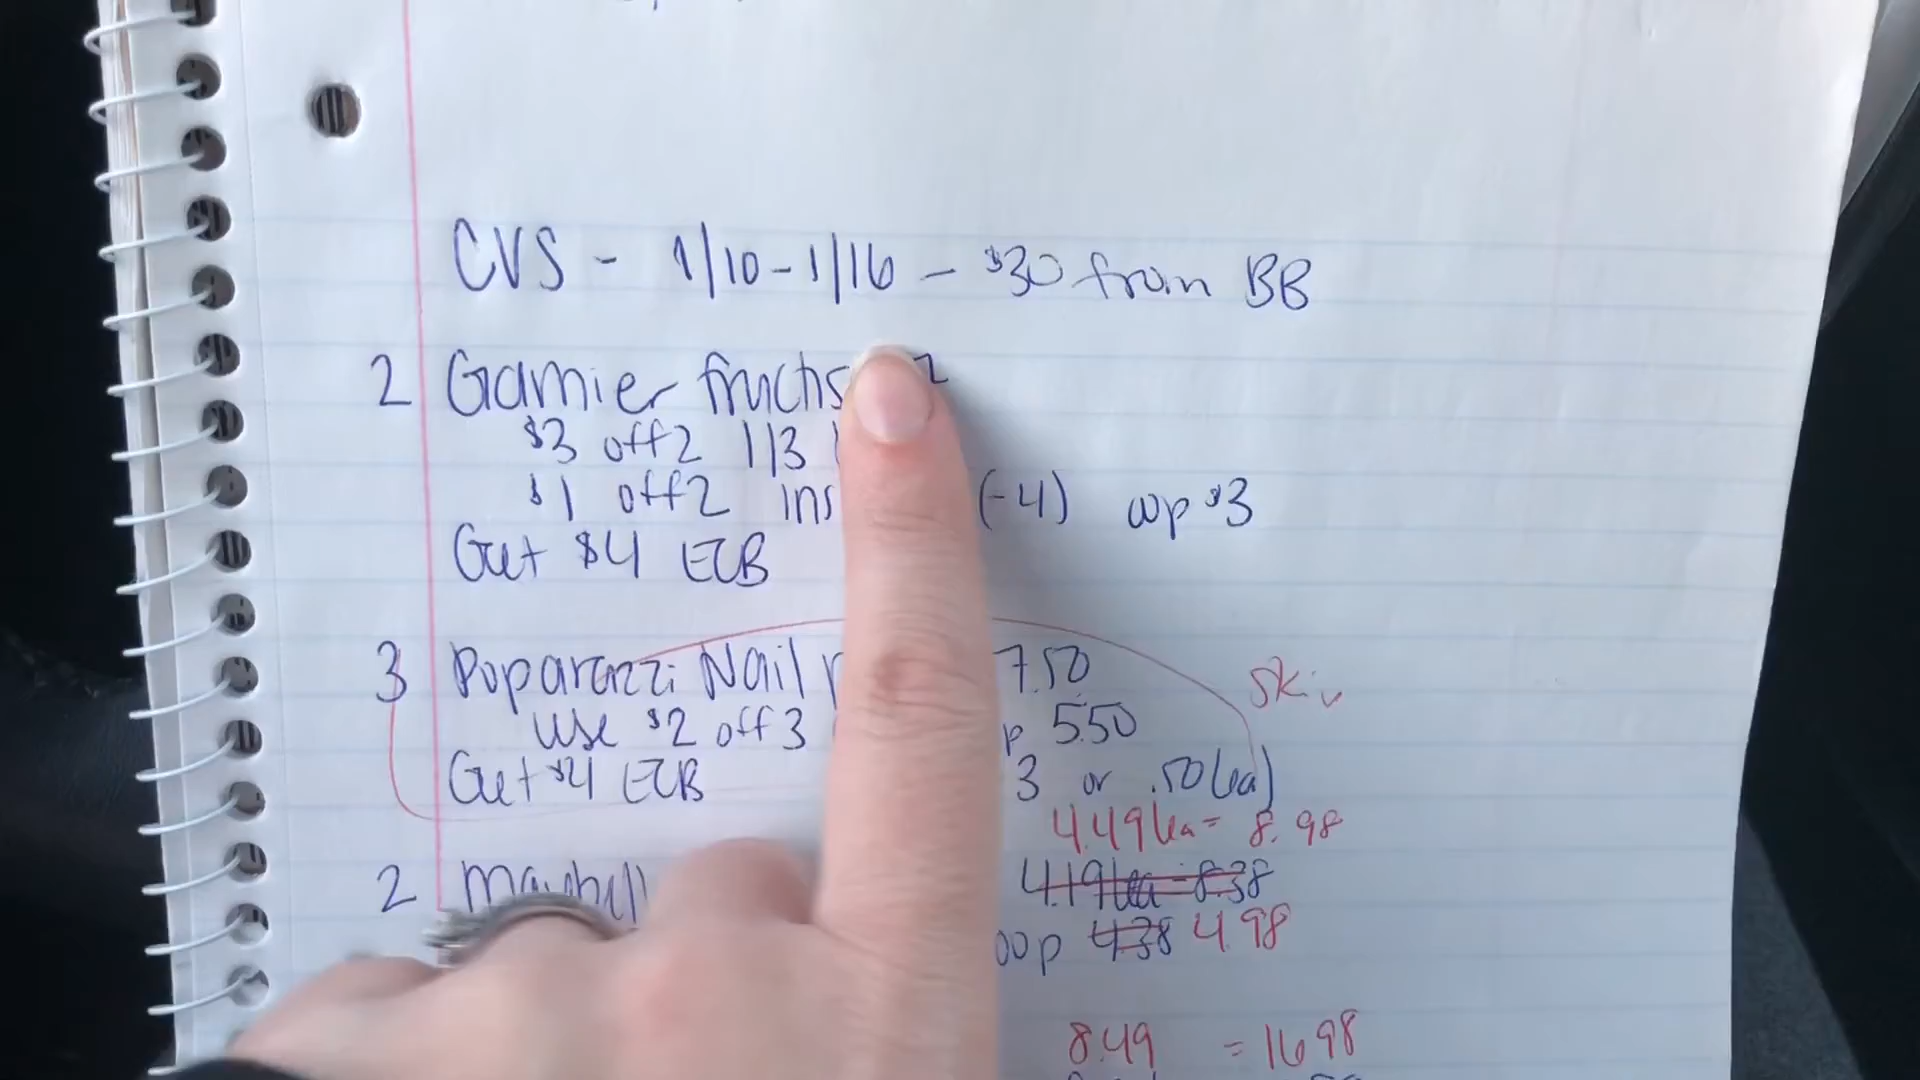 CVS - 1/10-1/16 - $30 from BB
2 Garnier fructis
$3 off 2 1/3
$1 off 2 (-4) oop $3
Get $4 ECB
3 Poparazzi Nail 7.50
use $2 off 3 5.50
Get $4 ECB 3 or .50 (ea)
4.49 ea = 8.98
2 4.19 ea = 8.38
oop 4.38 4.98
8.49 = 16.98